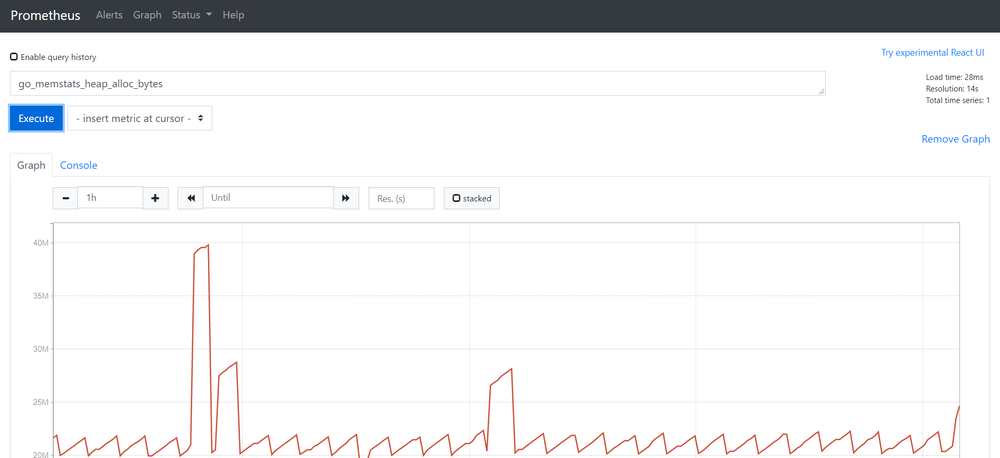 Prometheus Alerts Graph Status Help
Enable query history
Try experimental React UI
go_memstats_heap_alloc_bytes
Load time: 28ms
Resolution: 14s
Total time series: 1
Execute - insert metric at cursor -
Remove Graph
Graph Console
1h Until Res. (s) stacked
40M
35M
30M
25M
20M